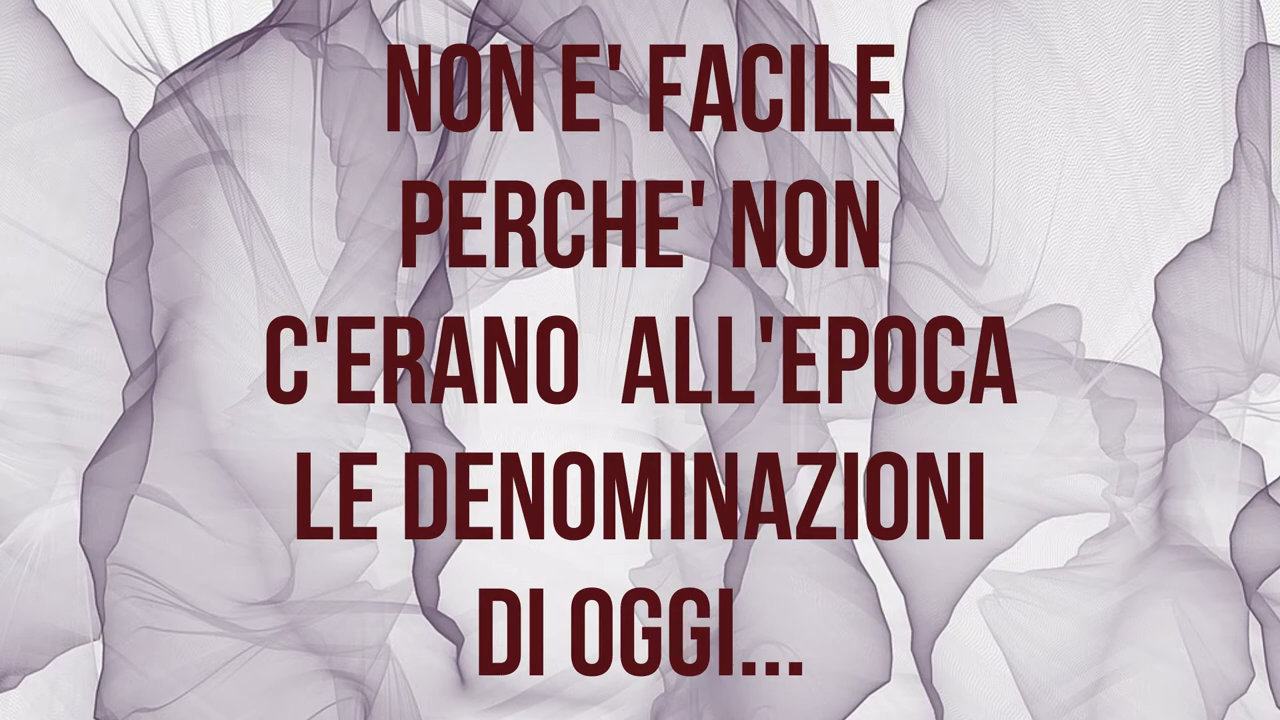 NON E' FACILE
PERCHE' NON
C'ERANO ALL'EPOCA
LE DENOMINAZIONI
DI OGGI...